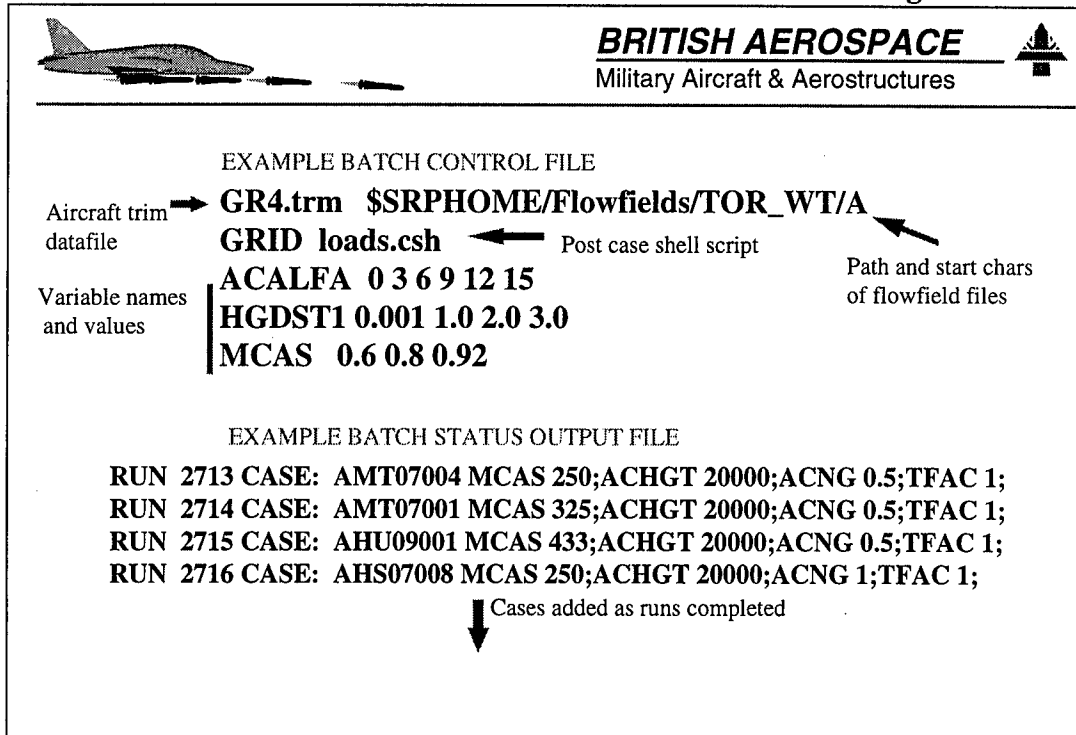 BRITISH AEROSPACE
Military Aircraft & Aerostructures
EXAMPLE BATCH CONTROL FILE
Aircraft trim datafile
GR4.trm $SRPHOME/Flowfields/TOR_WT/A
GRID loads.csh
Post case shell script
Path and start chars
of flowfield files
Variable names
and values
ACALFA 0 3 6 9 12 15
HGDST1 0.001 1.0 2.0 3.0
MCAS 0.6 0.8 0.92
EXAMPLE BATCH STATUS OUTPUT FILE
RUN 2713 CASE: AMT07004 MCAS 250;ACHGT 20000;ACNG 0.5;TFAC 1;
RUN 2714 CASE: AMT07001 MCAS 325;ACHGT 20000;ACNG 0.5;TFAC 1;
RUN 2715 CASE: AHU09001 MCAS 433;ACHGT 20000;ACNG 0.5;TFAC 1;
RUN 2716 CASE: AHS07008 MCAS 250;ACHGT 20000;ACNG 1;TFAC 1;
Cases added as runs completed